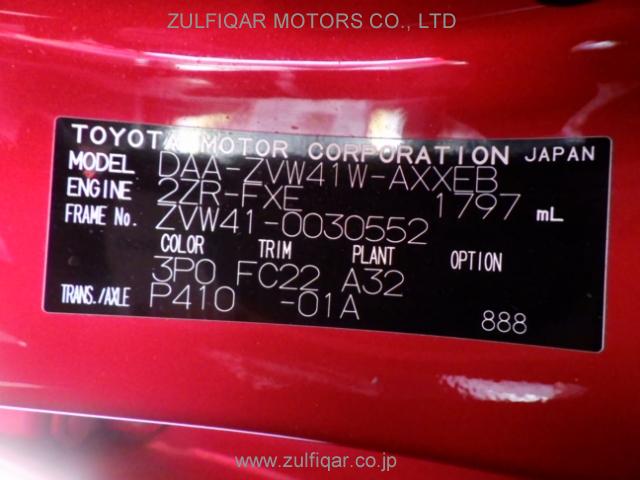 ZULFIQAR MOTORS CO., LTD
TOYOTA MOTOR CORPORATION JAPAN
MODEL DAA-ZVW41W-AXXEB
ENGINE 2ZR-FXE 1797 mL
FRAME No. ZVW41-0030552
COLOR TRIM PLANT OPTION
3P0 FC22 A32
TRANS./AXLE P410 -01A
888
www.zulfiqar.co.jp